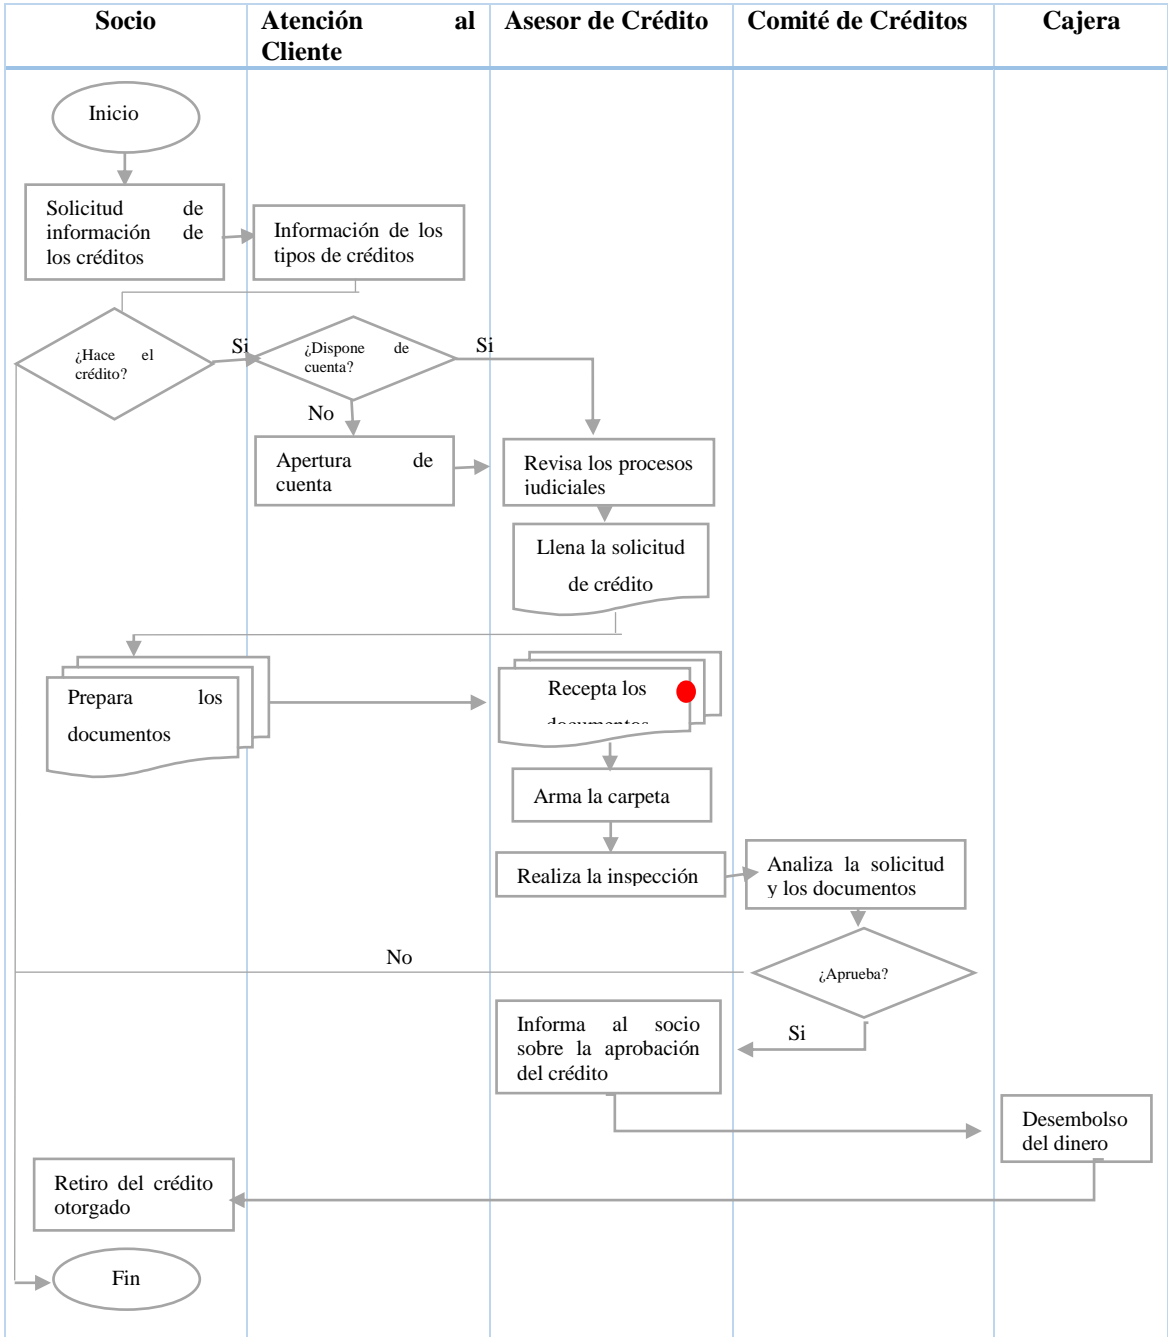 Socio
Atención al
Cliente
Asesor de Crédito
Comité de Créditos
Cajera
Inicio
Solicitud de
información de
los créditos
Información de los
tipos de créditos
¿Hace el
crédito?
Si
¿Dispone de
cuenta?
Si
No
Apertura de
cuenta
Revisa los procesos
judiciales
Llena la solicitud
de crédito
Prepara los
documentos
Recepta los
documentos
Arma la carpeta
Realiza la inspección
Analiza la solicitud
y los documentos
¿Aprueba?
No
Si
Informa al socio
sobre la aprobación
del crédito
Desembolso
del dinero
Retiro del crédito
otorgado
Fin